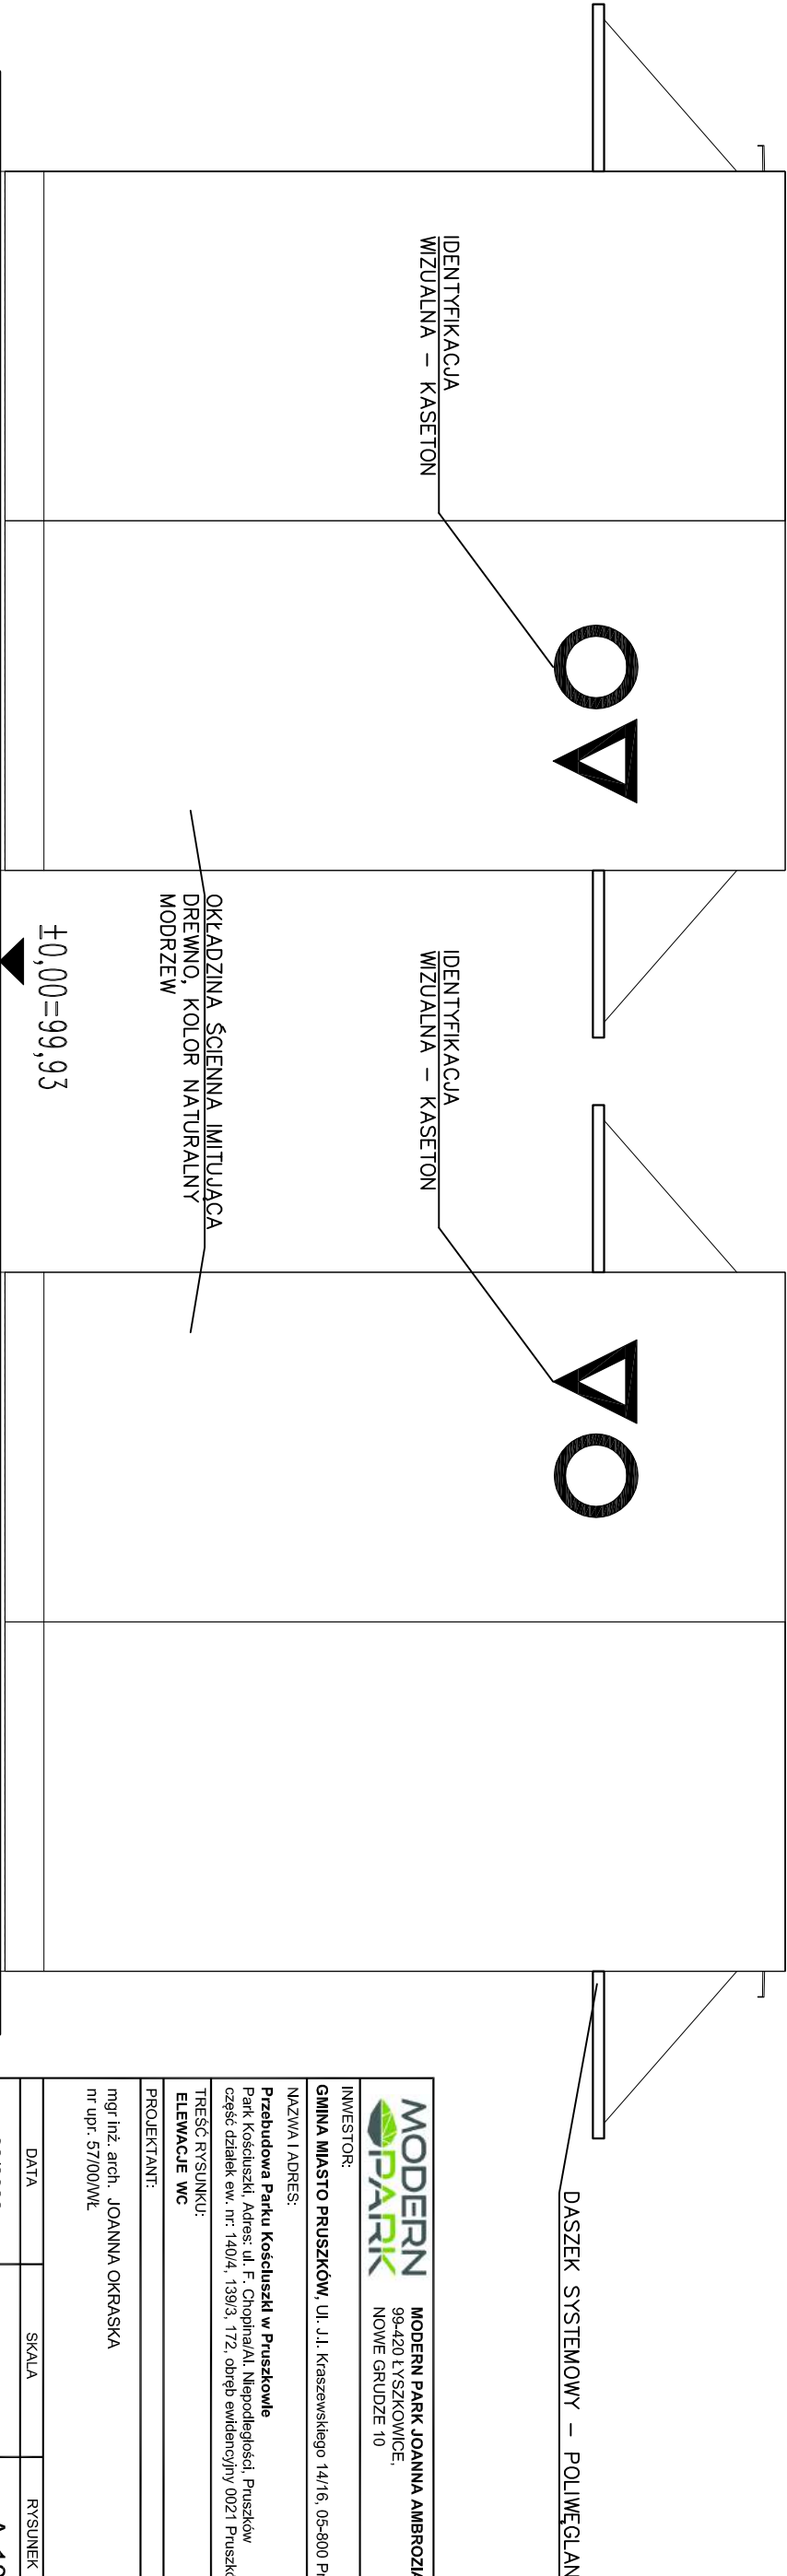 IDENTYFIKACJA
WIZUALNA – KASETON
IDENTYFIKACJA
WIZUALNA – KASETON
DASZEK SYSTEMOWY – POLIWĘGLAN
OKŁADZINA ŚCIENNA IMITUJĄCA
DREWNO, KOLOR NATURALNY
MODRZEW
±0,00=99,93
MODERN
PARK
MODERN PARK JOANNA
99-420 ŁYSZKOWICE,
NOWE GRUDZE 10
INWESTOR:
GMINA MIASTO PRUSZKÓW, Ul. J.I. Kraszewskiego 14/16, 05-800
NAZWA I ADRES:
Przebudowa Parku Kościuszki w Pruszkowie
Park Kościuszki, Adres: ul. F. Chopina/Al. Niepodległości, Pruszków
część działek ew. nr: 140/4, 139/3, 172, obręb ewidencyjny 0021
TREŚĆ RYSUNKU:
ELEWACJE WC
PROJEKTANT:
mgr inż. arch. JOANNA OKRASKA
nr upr. 57/00/WŁ
DATA
SKALA
RYSUNEK